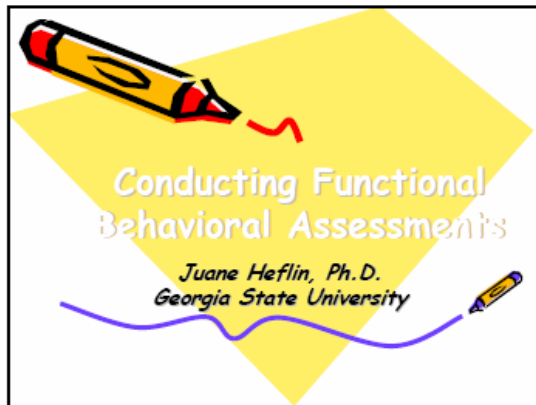 Conducting Functional
Behavioral Assessments
Juane Heflin, Ph.D.
Georgia State University